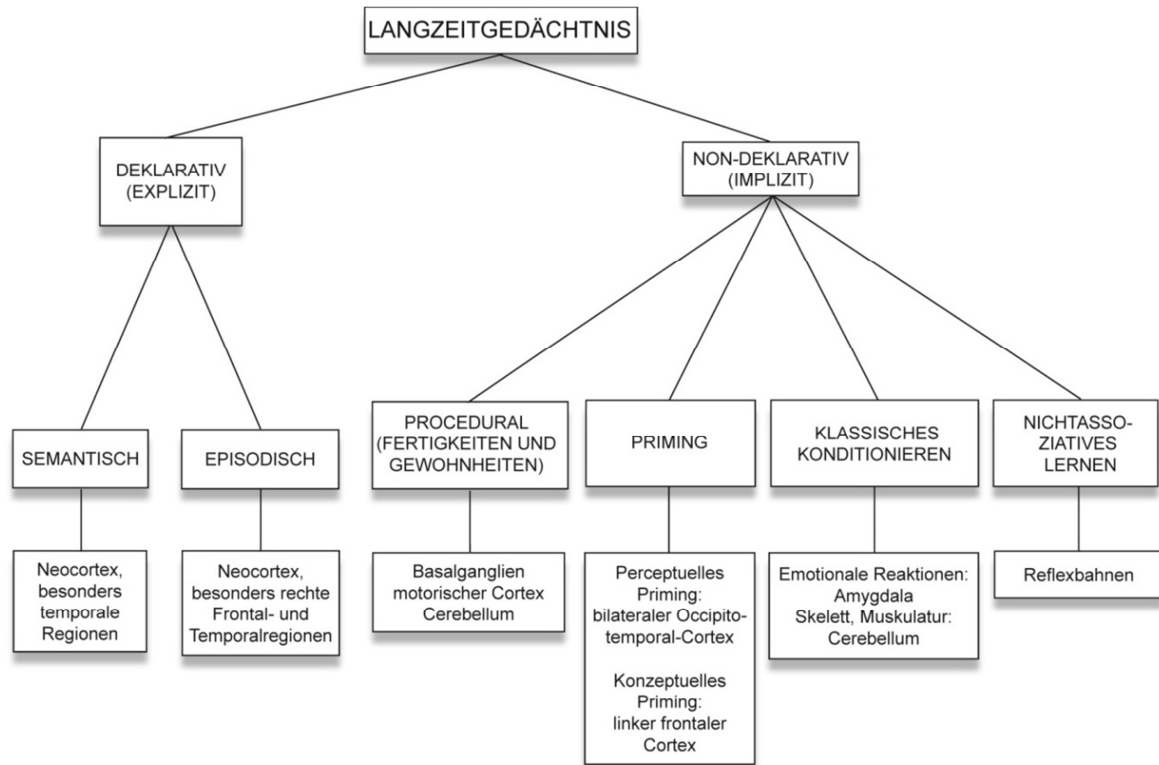 LANGZEITGEDÄCHTNIS
DEKLARATIV
(EXPLIZIT)
NON-DEKLARATIV
(IMPLIZIT)
SEMANTISCH
EPISODISCH
PROCEDURAL
(FERTIGKEITEN UND
GEWOHNHEITEN)
PRIMING
KLASSISCHES
KONDITIONIEREN
NICHTASSO-
ZIATIVES
LERNEN
Neocortex,
besonders
temporale
Regionen
Neocortex,
besonders rechte
Frontal- und
Temporalregionen
Basalganglien
motorischer Cortex
Cerebellum
Perceptuelles
Priming:
bilateraler Occipito-
temporal-Cortex
Konzeptuelles
Priming:
linker frontaler
Cortex
Emotionale Reaktionen:
Amygdala
Skelett, Muskulatur:
Cerebellum
Reflexbahnen